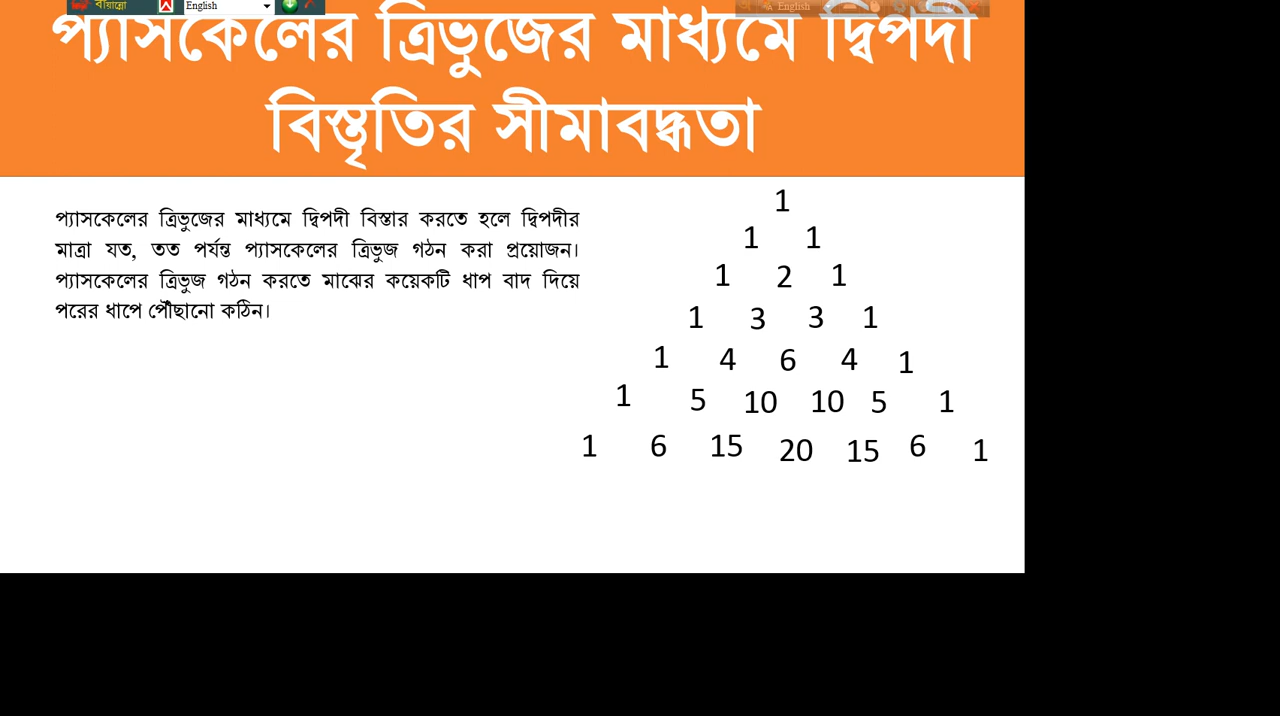 বায়ান্নো English English
প্যাসকেলের ত্রিভুজের মাধ্যমে দ্বিপদী
বিস্তৃতির সীমাবদ্ধতা
প্যাসকেলের ত্রিভুজের মাধ্যমে দ্বিপদী বিস্তার করতে হলে দ্বিপদীর
মাত্রা যত, তত পর্যন্ত প্যাসকেলের ত্রিভুজ গঠন করা প্রয়োজন।
প্যাসকেলের ত্রিভুজ গঠন করতে মাঝের কয়েকটি ধাপ বাদ দিয়ে
পরের ধাপে পৌঁছানো কঠিন।
1
1 1
1 2 1
1 3 3 1
1 4 6 4 1
1 5 10 10 5 1
1 6 15 20 15 6 1